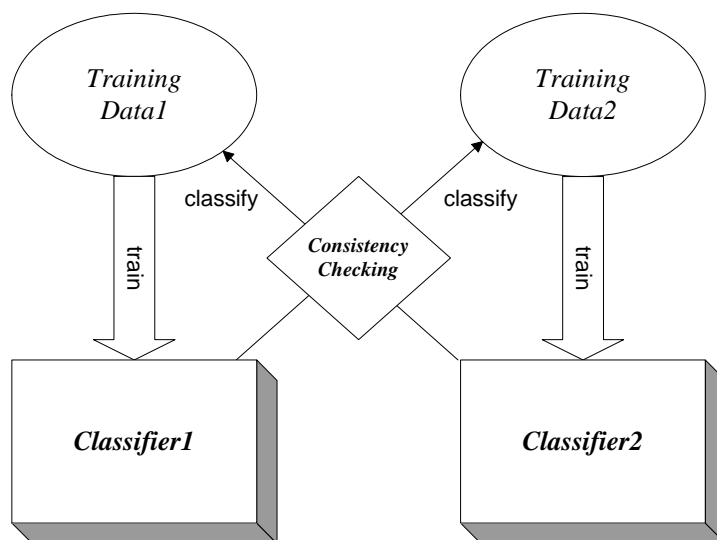 Training
Data1
Training
Data2
classify
classify
Consistency
Checking
train
train
Classifier1
Classifier2